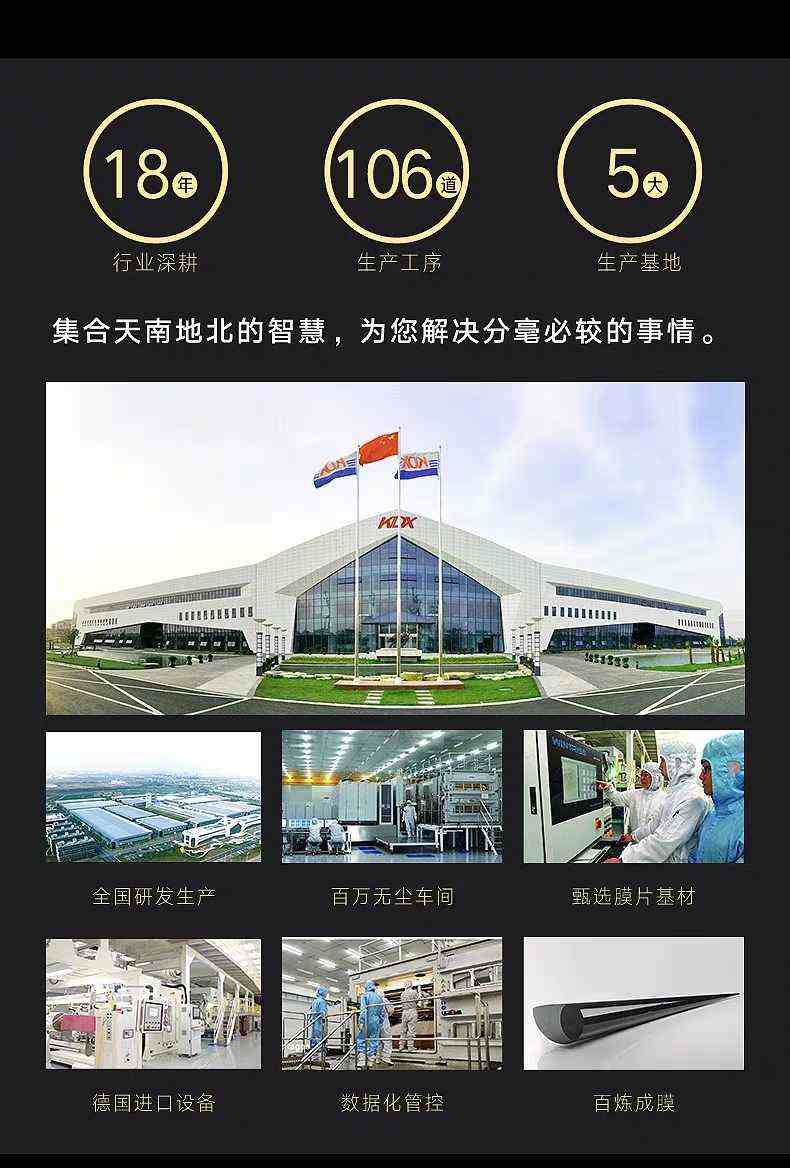 18年
106道
5大
行业深耕
生产工序
生产基地
集合天南地北的智慧，为您解决分毫必较的事情。
KDX
全国研发生产
百万无尘车间
甄选膜片基材
德国进口设备
数据化管控
百炼成膜